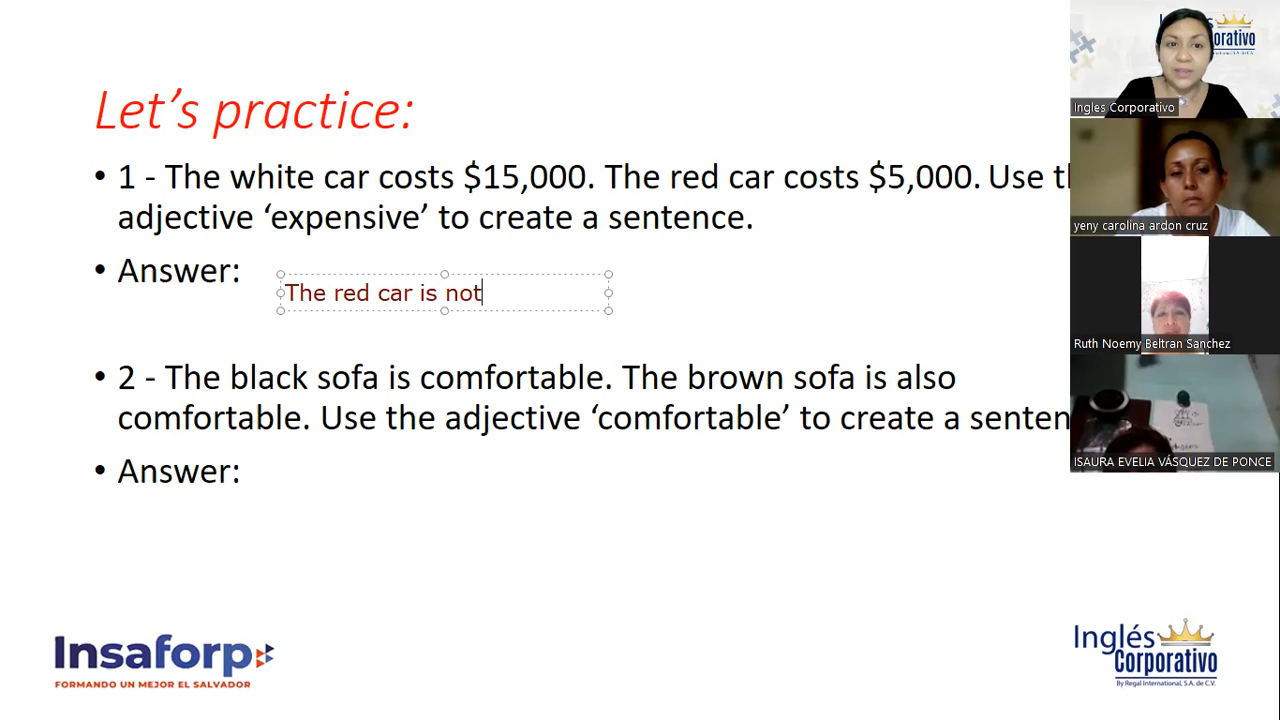 Let's practice:
• 1 - The white car costs $15,000. The red car costs $5,000. Use th
adjective ‘expensive’ to create a sentence.
• Answer:
The red car is not
• 2 - The black sofa is comfortable. The brown sofa is also
comfortable. Use the adjective ‘comfortable’ to create a senten
• Answer:
Insaforp
FORMANDO UN MEJOR EL SALVADOR
Inglés
Corporativo
By Regal International, S.A. de C.V.
Ingles Corporativo
yeny carolina ardon cruz
Ruth Noemy Beltran Sanchez
ISAURA EVELIA VÁSQUEZ DE PONCE